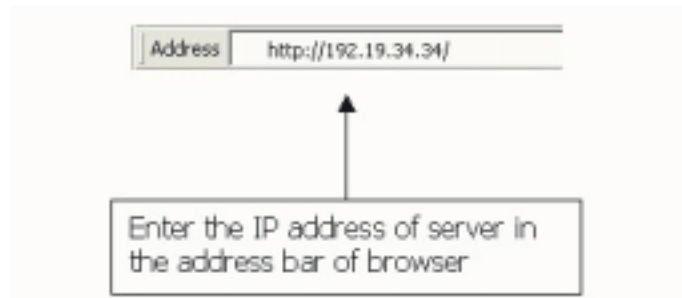 Address http://192.19.34.34/
Enter the IP address of server in
the address bar of browser